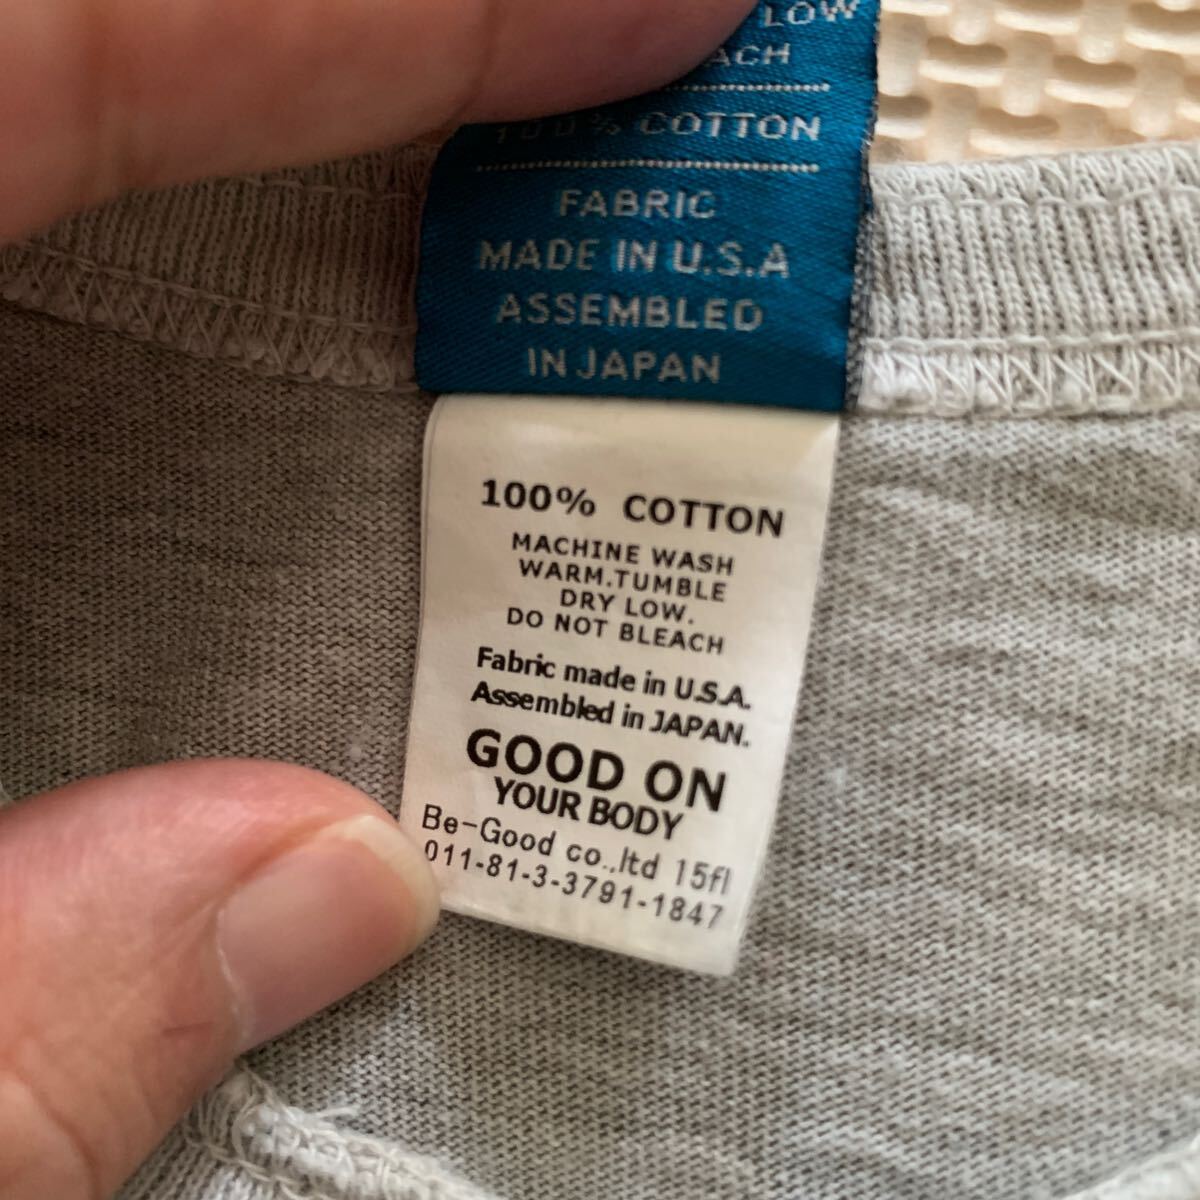 LOW
100% COTTON
FABRIC
MADE IN U.S.A
ASSEMBLED
IN JAPAN
100% COTTON
MACHINE WASH
WARM.TUMBLE
DRY LOW.
DO NOT BLEACH
Fabric made in U.S.A.
Assembled in JAPAN.
GOOD ON
YOUR BODY
Be-Good co.,ltd 15fl
011-81-3-3791-1847